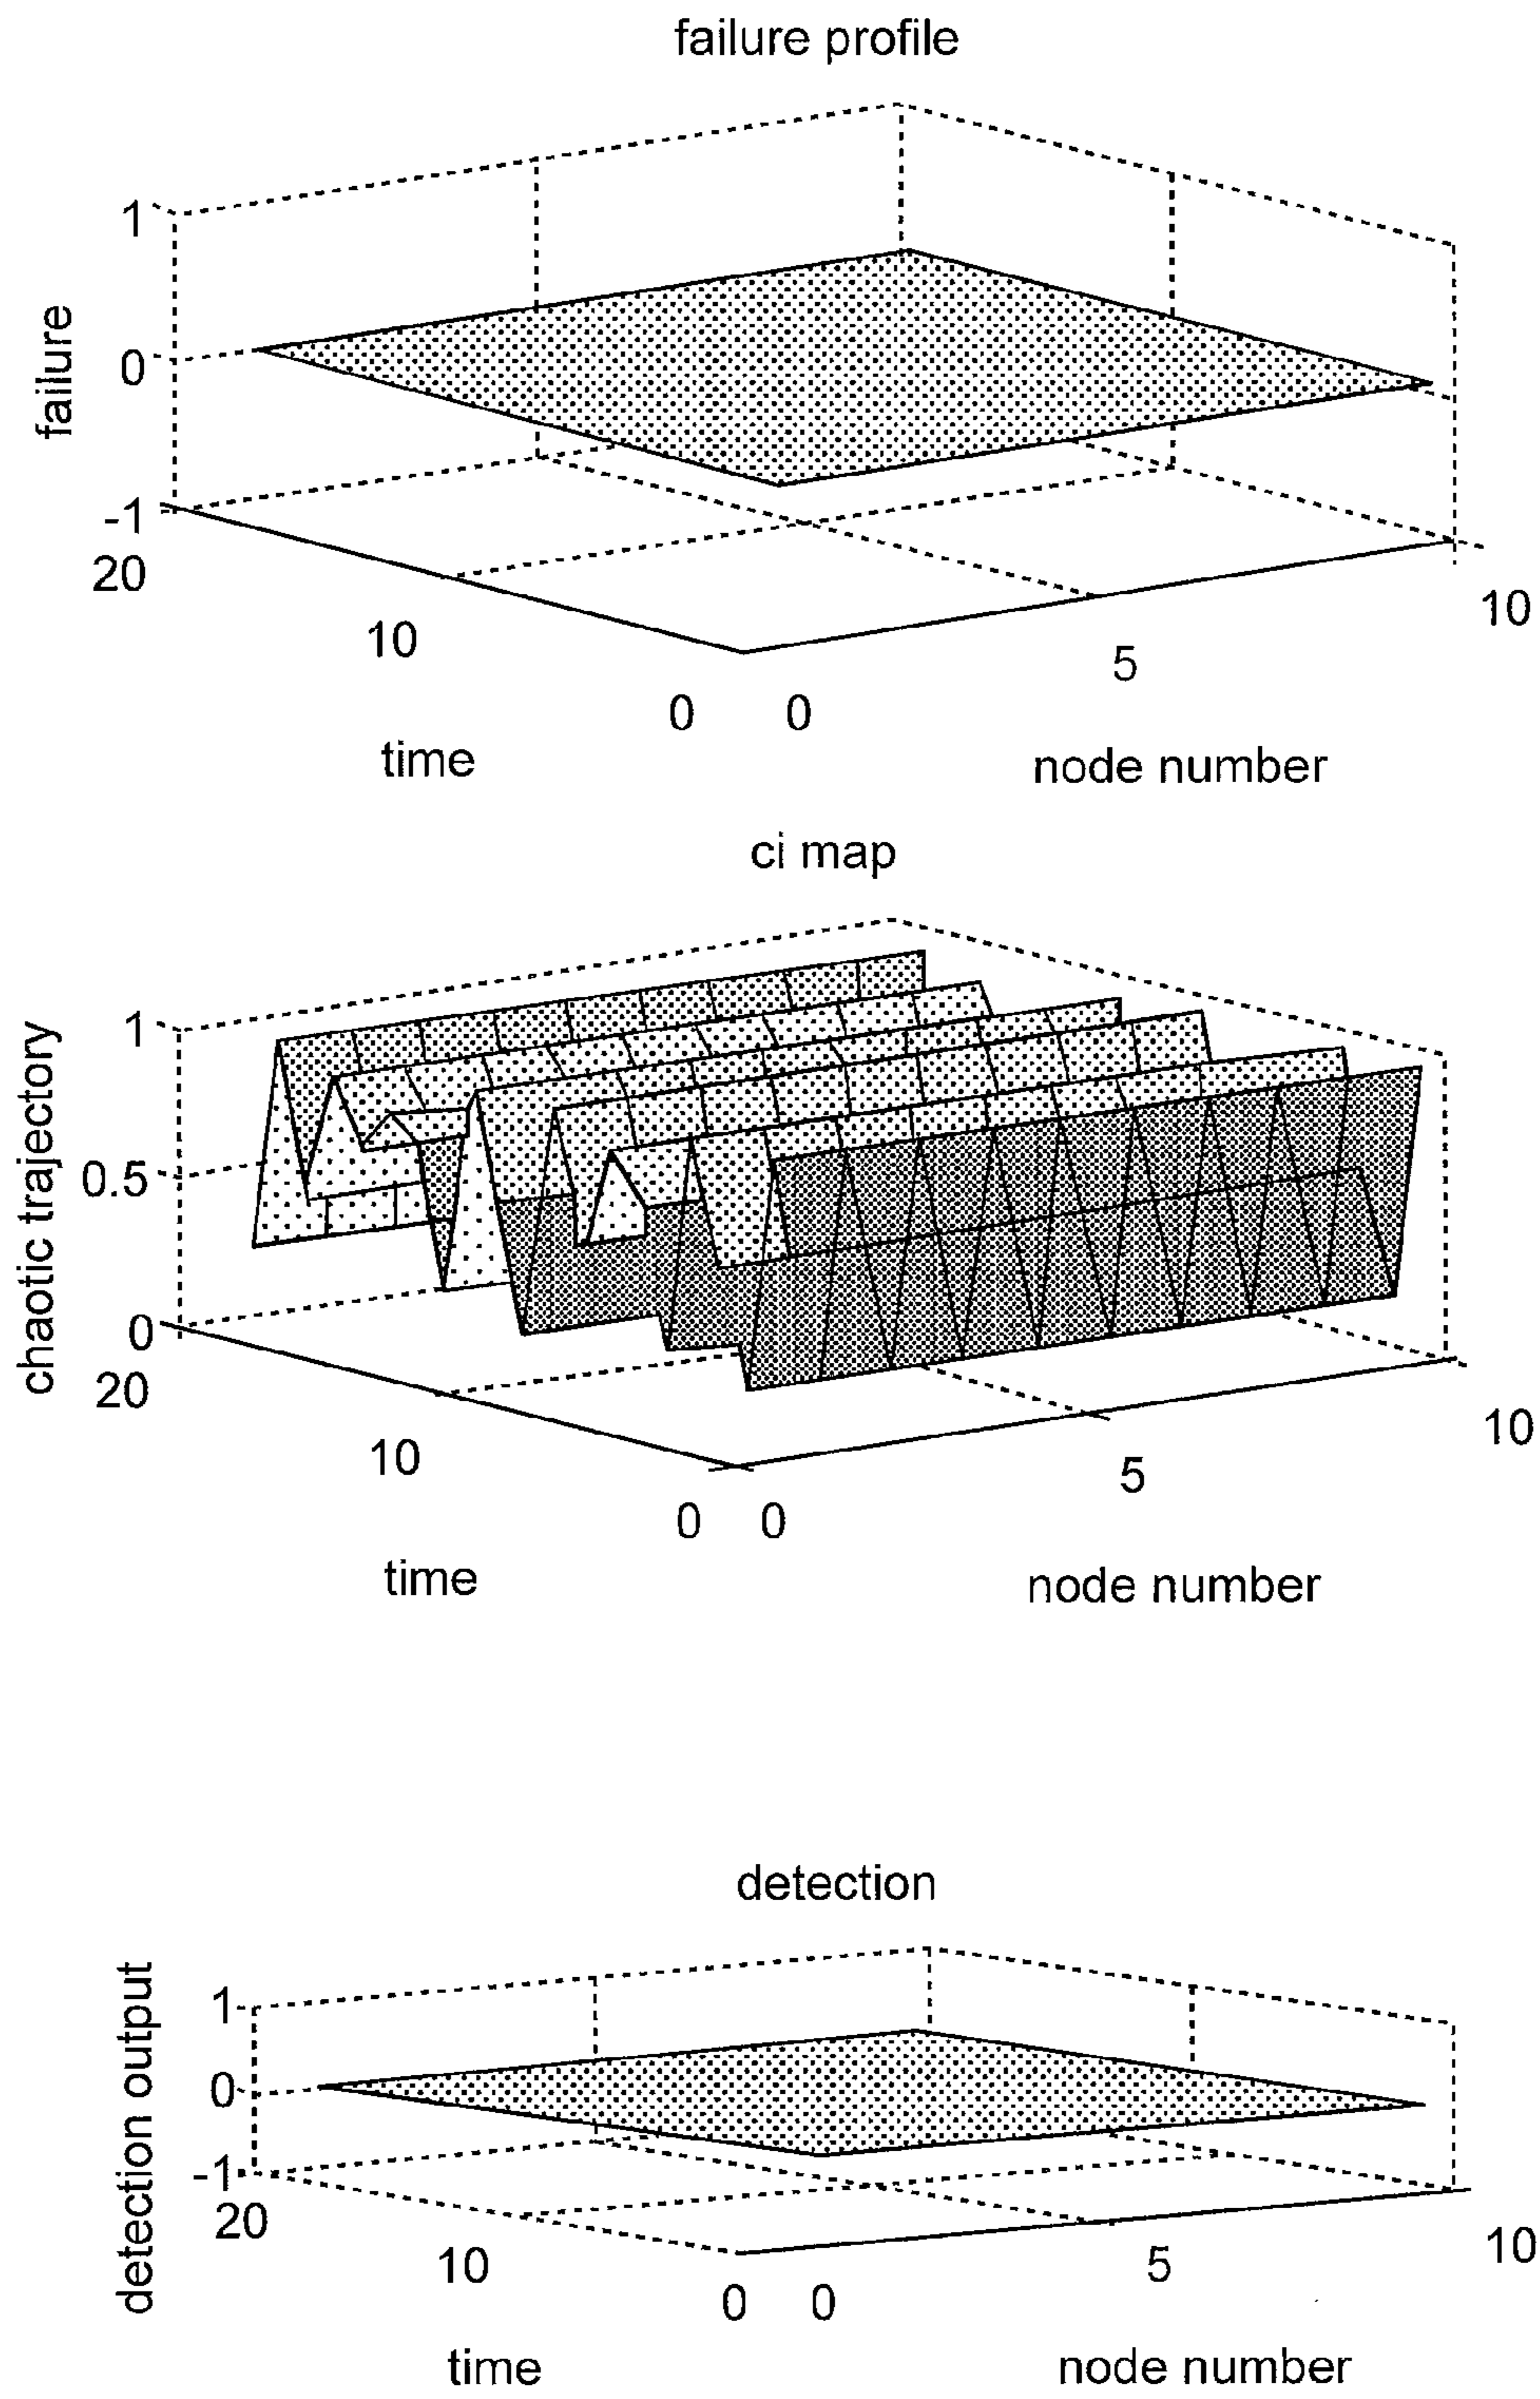 failure profile
1
0
-1
failure
20
10
0
0
5
10
time
node number
ci map
1
0.5
0
chaotic trajectory
20
10
0
0
5
10
time
node number
detection
1
0
-1
detection output
20
10
0
0
5
10
time
node number